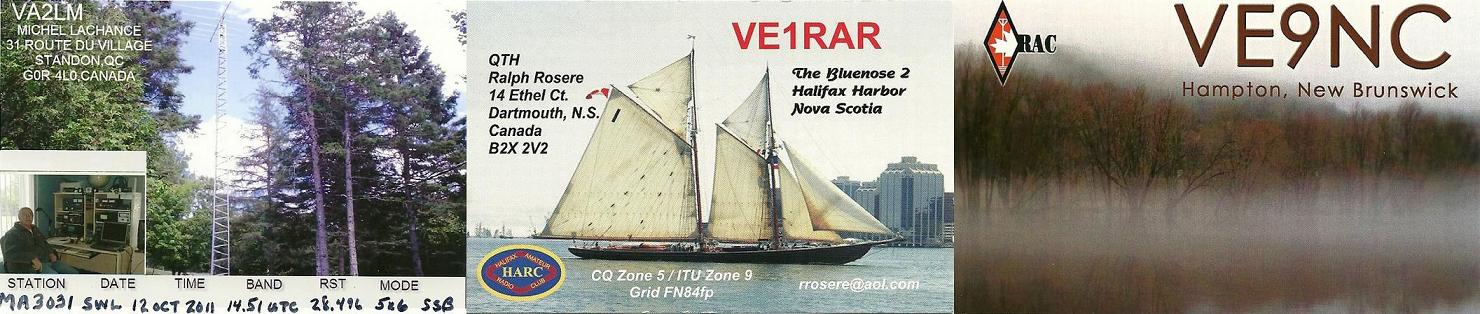 VA2LM
MICHEL LACHANCE
31 ROUTE DU VILLAGE
STANDON,QC
G0R 4L0,CANADA
STATION DATE TIME BAND RST MODE
MA3031 SWL 12 OCT 2011 14.51 UTC 28.496 5&6 SSB
VE1RAR
QTH
Ralph Rosere
14 Ethel Ct.
Dartmouth, N.S.
Canada
B2X 2V2
The Bluenose 2
Halifax Harbor
Nova Scotia
HALIFAX AMATEUR
HARC
RADIO CLUB
CQ Zone 5 / ITU Zone 9
Grid FN84fp
rrosere@aol.com
RAC
VE9NC
Hampton, New Brunswick